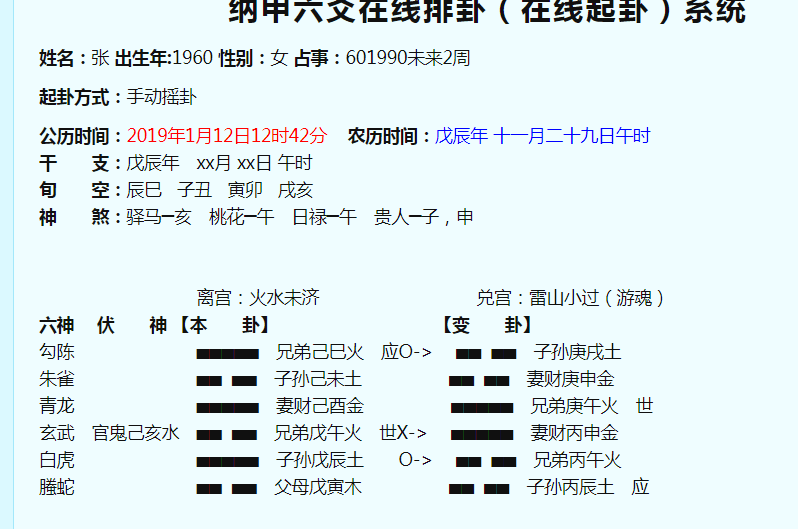 纳甲六爻在线排卦（在线起卦）系统
姓名：张 出生年:1960 性别：女 占事：601990未来2周
起卦方式：手动摇卦
公历时间：2019年1月12日12时42分 农历时间：戊辰年 十一月二十九日午时
干 支：戊辰年 xx月 xx日 午时
旬 空：辰巳 子丑 寅卯 戌亥
神 煞：驿马─亥 桃花─午 日禄─午 贵人─子，申
离宫：火水未济 兑宫：雷山小过（游魂）
六神 伏 神【本 卦】 【变 卦】
勾陈 兄弟己巳火 应O-> 子孙庚戌土
朱雀 子孙己未土 妻财庚申金
青龙 妻财己酉金 兄弟庚午火 世
玄武 官鬼己亥水 兄弟戊午火 世X-> 妻财丙申金
白虎 子孙戊辰土 O-> 兄弟丙午火
螣蛇 父母戊寅木 子孙丙辰土 应